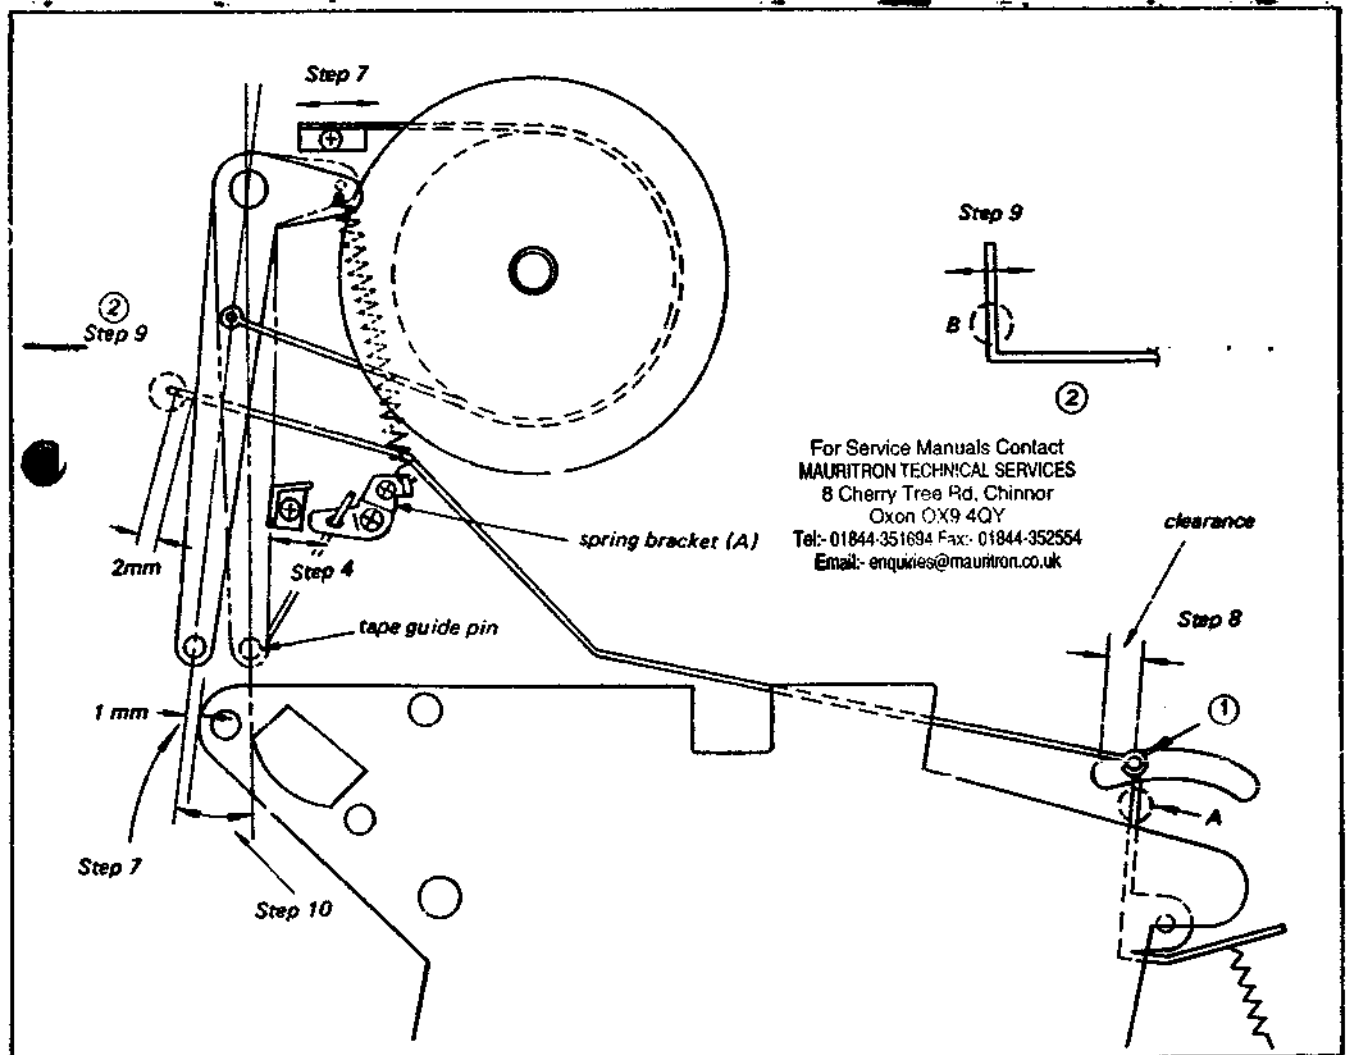 Step 7
Step 9
②
Step 9
B
②
For Service Manuals Contact
MAURITRON TECHNICAL SERVICES
8 Cherry Tree Rd, Chinnor
Oxon OX9 4QY
Tel:- 01844-351694 Fax:- 01844-352554
Email:- enquiries@mauritron.co.uk
clearance
spring bracket (A)
2mm
Step 4
Step 8
tape guide pin
1 mm
①
A
Step 7
Step 10